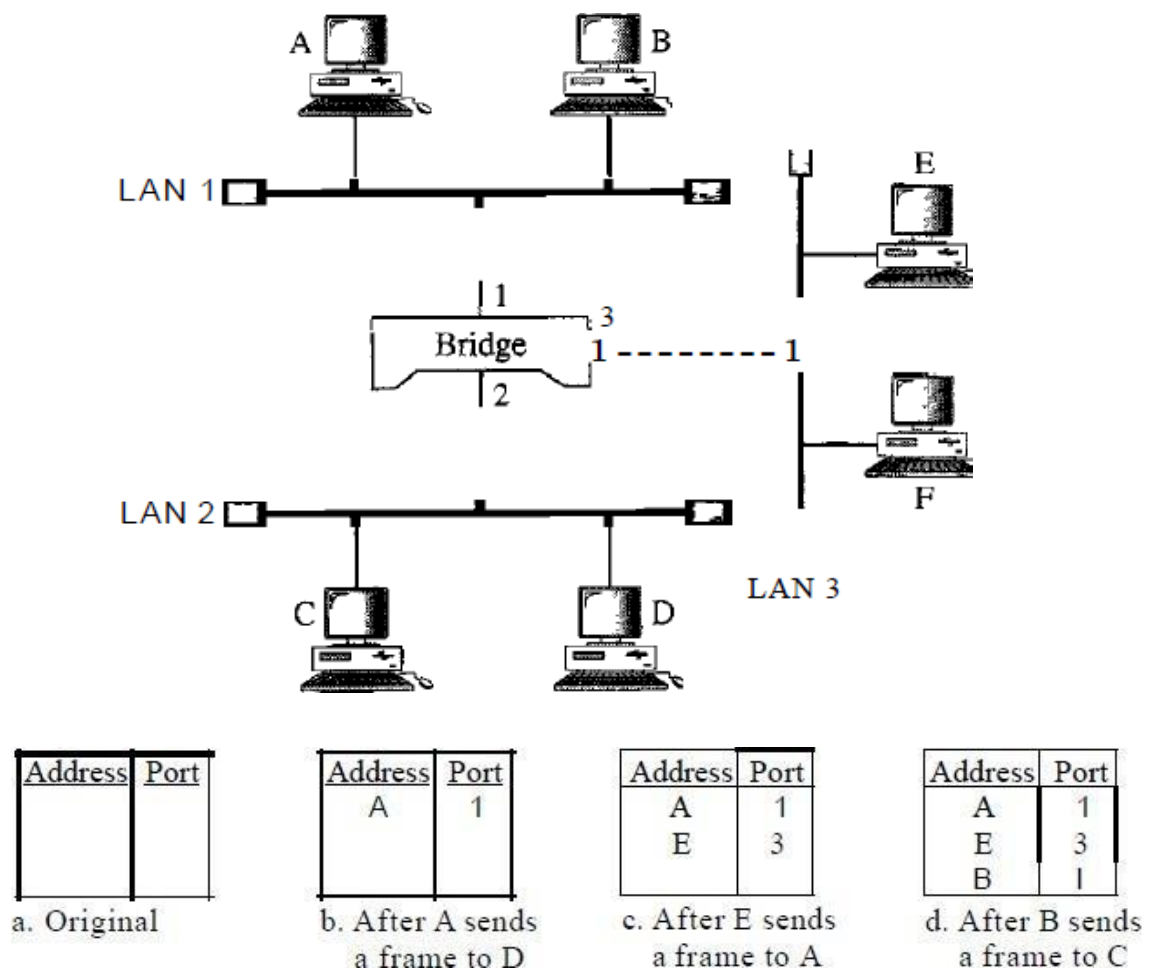 A
B
LAN 1
E
1
3
Bridge
1 - - - - - - - - 1
2
F
LAN 2
LAN 3
C
D
Address Port
a. Original
Address Port
A 1
b. After A sends
a frame to D
Address Port
A 1
E 3
c. After E sends
a frame to A
Address Port
A 1
E 3
B I
d. After B sends
a frame to C